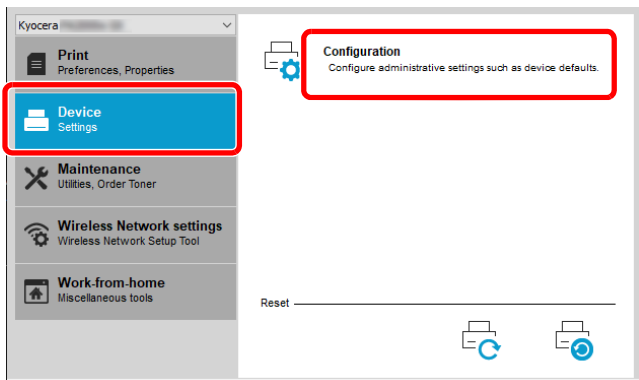 Kyocera
Print
Preferences, Properties
Device
Settings
Maintenance
Utilities, Order Toner
Wireless Network settings
Wireless Network Setup Tool
Work-from-home
Miscellaneous tools
Configuration
Configure administrative settings such as device defaults.
Reset